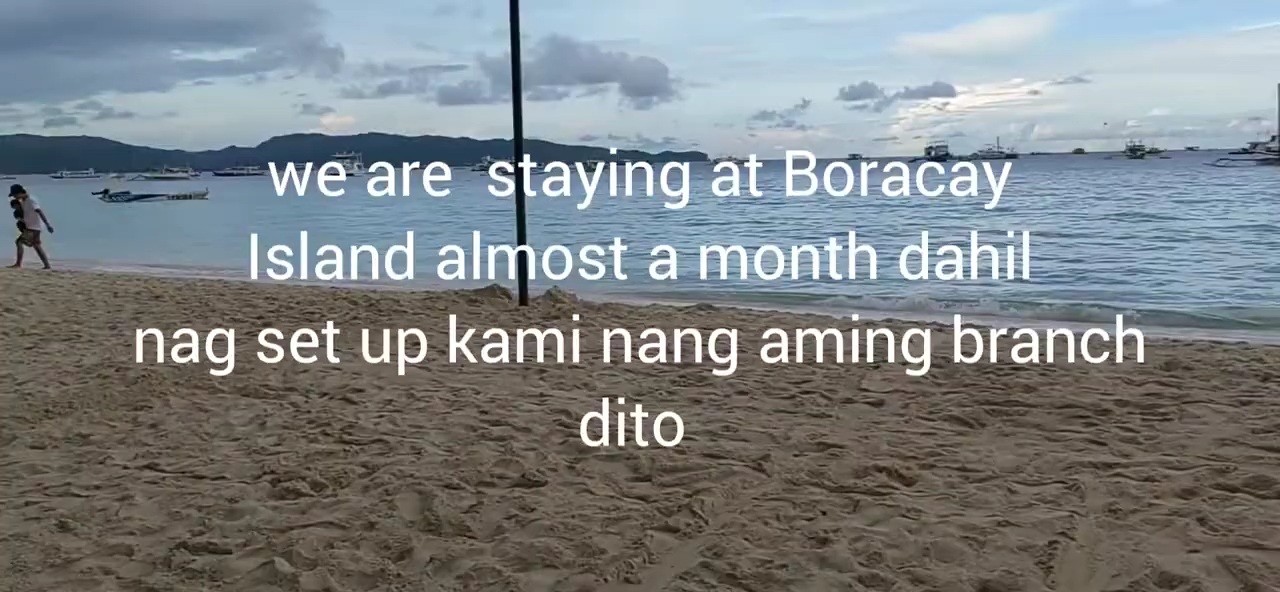 we are staying at Boracay
Island almost a month dahil
nag set up kami nang aming branch
dito